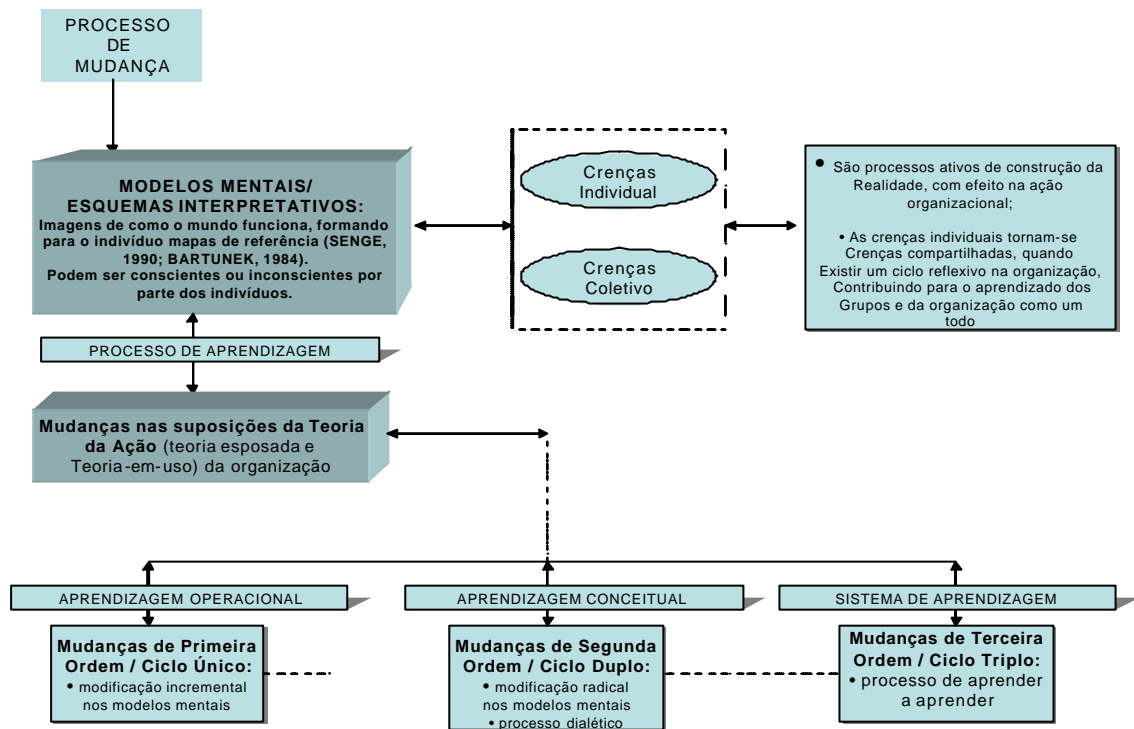 PROCESSO
DE
MUDANÇA
MODELOS MENTAIS/
ESQUEMAS INTERPRETATIVOS:
Imagens de como o mundo funciona, formando
para o indivíduo mapas de referência (SENGE,
1990; BARTUNEK, 1984).
Podem ser conscientes ou inconscientes por
parte dos indivíduos.
Crenças
Individual
Crenças
Coletivo
• São processos ativos de construção da
Realidade, com efeito na ação
organizacional;
• As crenças individuais tornam-se
Crenças compartilhadas, quando
Existir um ciclo reflexivo na organização,
Contribuindo para o aprendizado dos
Grupos e da organização como um
todo
PROCESSO DE APRENDIZAGEM
Mudanças nas suposições da Teoria
da Ação (teoria esposada e
Teoria-em-uso) da organização
APRENDIZAGEM OPERACIONAL
Mudanças de Primeira
Ordem / Ciclo Único:
• modificação incremental
nos modelos mentais
APRENDIZAGEM CONCEITUAL
Mudanças de Segunda
Ordem / Ciclo Duplo:
• modificação radical
nos modelos mentais
• processo dialético
SISTEMA DE APRENDIZAGEM
Mudanças de Terceira
Ordem / Ciclo Triplo:
• processo de aprender
a aprender